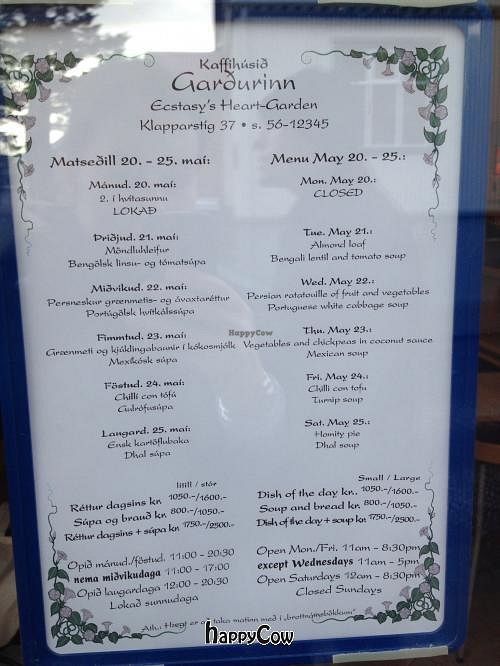 Kaffihúsið
Garðurinn
Ecstasy's Heart-Garden
Klapparstíg 37 • s. 56-12345
Matseðill 20. - 25. maí:
Mánud. 20. maí:
2. í hvítasunnu
LOKAÐ
Þriðjud. 21. maí:
Möndluhleifur
Bengölsk linsu- og tómatsúpa
Miðvikud. 22. maí:
Persneskur grænmetis- og ávaxtaréttur
Portúgölsk hvítkálssúpa
Fimmtud. 23. maí:
Grænmeti og kjúklingabaunir í kókosmjólk
Mexíkósk súpa
Föstud. 24. maí:
Chilli con tófú
Gulrófusúpa
Laugard. 25. maí:
Ensk kartöflubaka
Dhal súpa
lítill / stór
Réttur dagsins kr. 1050.-/1600.-
Súpa og brauð kr. 800.-/1050.-
Réttur dagsins + súpa kr. 1750.-/2500.-
Opið mánud./föstud. 11:00 - 20:30
nema miðvikudaga 11:00 - 17:00
Opið laugardaga 12:00 - 20:30
Lokað sunnudaga
Menu May 20. - 25.:
Mon. May 20.:
CLOSED
Tue. May 21.:
Almond loaf
Bengali lentil and tomato soup
Wed. May 22.:
Persian ratatouille of fruit and vegetables
Portuguese white cabbage soup
Thu. May 23.:
Vegetables and chickpeas in coconut sauce
Mexican soup
Fri. May 24.:
Chilli con tofu
Turnip soup
Sat. May 25.:
Homity pie
Dhal soup
Small / Large
Dish of the day kr.. 1050.-/1600.-
Soup and bread kr. 800.-/1050.-
Dish of the day + soup kr. 1750.-/2500.-
Open Mon./Fri. 11am - 8:30pm
except Wednesdays 11am - 5pm
Open Saturdays 12am - 8:30pm
Closed Sundays
Ath.: Hægt er að taka matinn með í
HappyCow
HappyCow